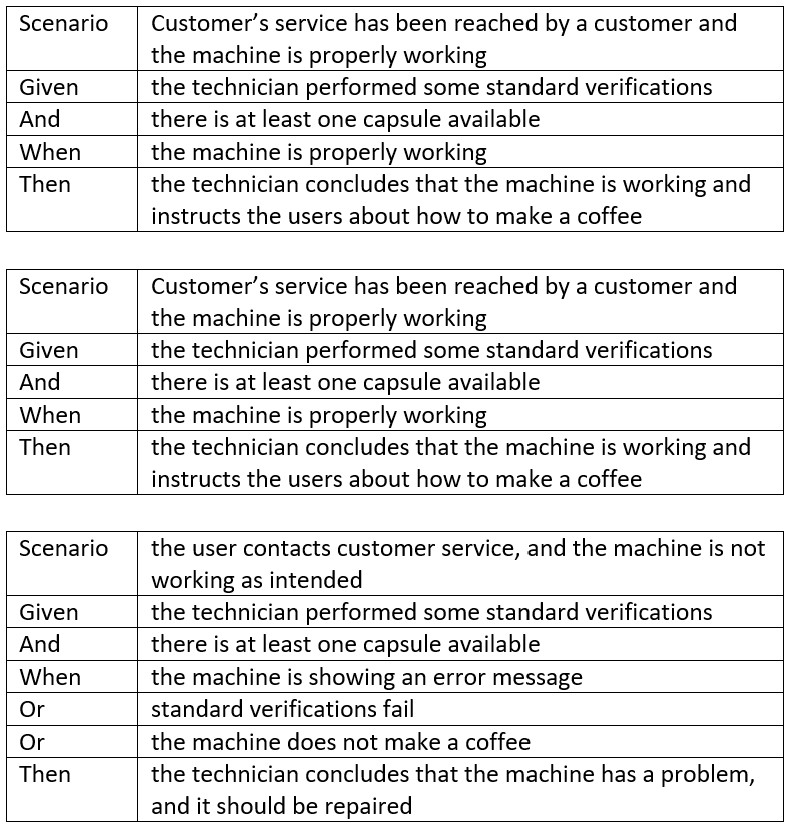 Scenario Customer’s service has been reached by a customer and
the machine is properly working
Given the technician performed some standard verifications
And there is at least one capsule available
When the machine is properly working
Then the technician concludes that the machine is working and
instructs the users about how to make a coffee
Scenario Customer’s service has been reached by a customer and
the machine is properly working
Given the technician performed some standard verifications
And there is at least one capsule available
When the machine is properly working
Then the technician concludes that the machine is working and
instructs the users about how to make a coffee
Scenario the user contacts customer service, and the machine is not
working as intended
Given the technician performed some standard verifications
And there is at least one capsule available
When the machine is showing an error message
Or standard verifications fail
Or the machine does not make a coffee
Then the technician concludes that the machine has a problem,
and it should be repaired